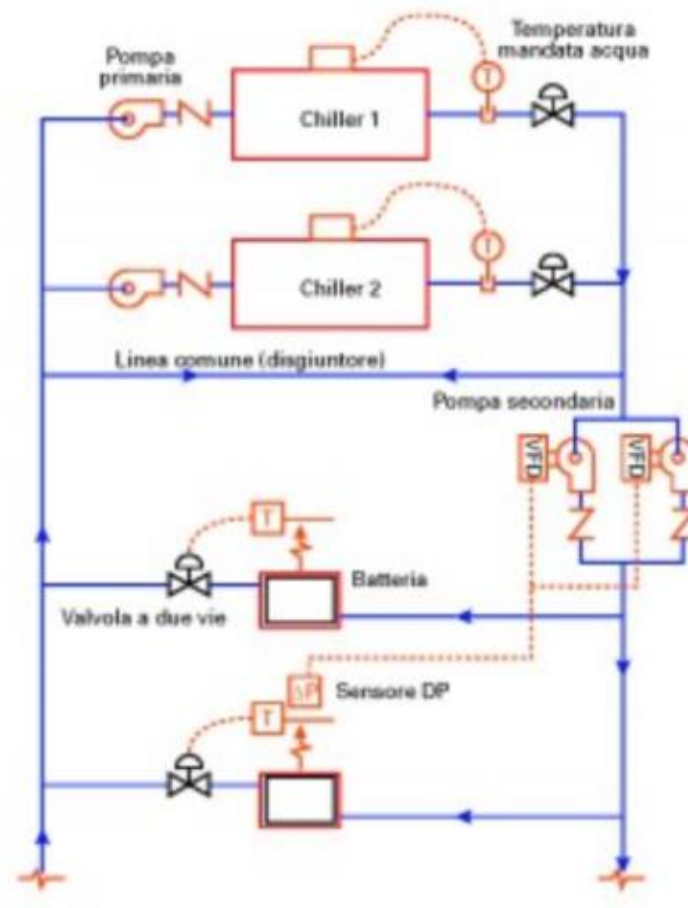 Pompa
primaria
Temperatura
mandata acqua
T
Chiller 1
T
Chiller 2
Linea comune (disgiuntore)
Pompa secondaria
VFD
VFD
T
Batteria
Valvola a due vie
ΔP
Sensore DP
T